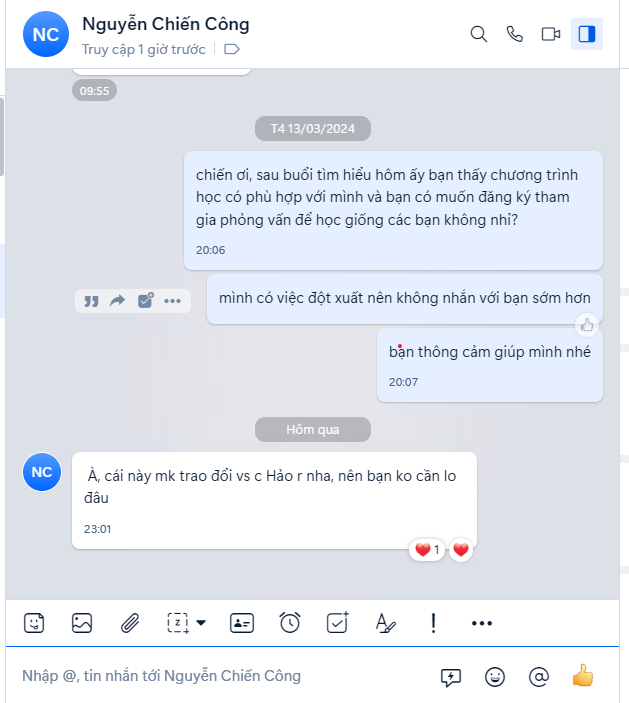 NC
Nguyễn Chiến Công
Truy cập 1 giờ trước
09:55
T4 13/03/2024
chiến ơi, sau buổi tìm hiểu hôm ấy bạn thấy chương trình
học có phù hợp với mình và bạn có muốn đăng ký tham
gia phỏng vấn để học giống các bạn không nhỉ?
20:06
mình có việc đột xuất nên không nhắn với bạn sớm hơn
bạn thông cảm giúp mình nhé
20:07
Hôm qua
NC
À, cái này mk trao đổi vs c Hảo r nha, nên bạn ko cần lo
đâu
23:01
1
Nhập @, tin nhắn tới Nguyễn Chiến Công